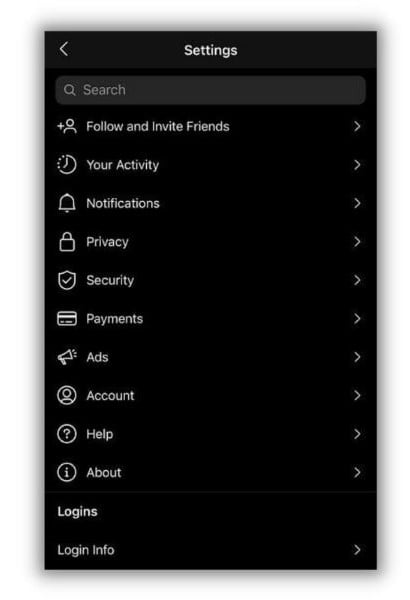 Settings
Search
Follow and Invite Friends
Your Activity
Notifications
Privacy
Security
Payments
Ads
Account
Help
About
Logins
Login Info